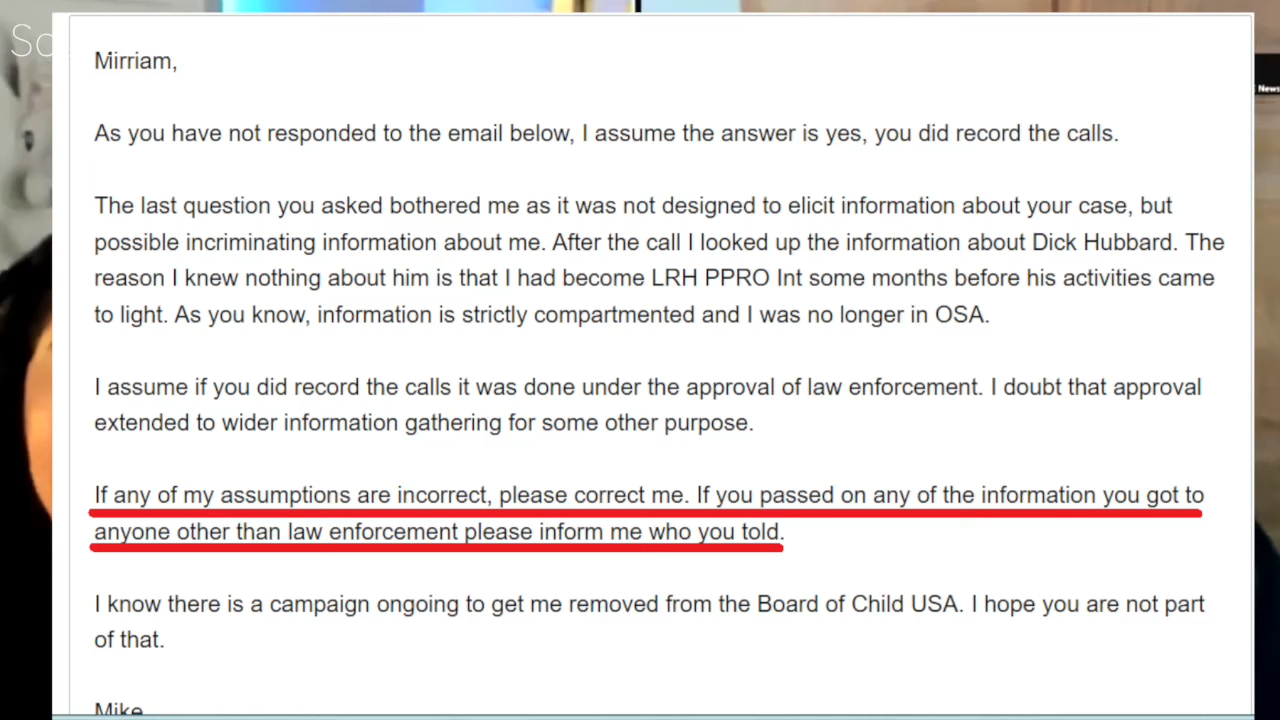 Mirriam,
As you have not responded to the email below, I assume the answer is yes, you did record the calls.
The last question you asked bothered me as it was not designed to elicit information about your case, but
possible incriminating information about me. After the call I looked up the information about Dick Hubbard. The
reason I knew nothing about him is that I had become LRH PPRO Int some months before his activities came
to light. As you know, information is strictly compartmented and I was no longer in OSA.
I assume if you did record the calls it was done under the approval of law enforcement. I doubt that approval
extended to wider information gathering for some other purpose.
If any of my assumptions are incorrect, please correct me. If you passed on any of the information you got to
anyone other than law enforcement please inform me who you told.
I know there is a campaign ongoing to get me removed from the Board of Child USA. I hope you are not part
of that.
Mike
News